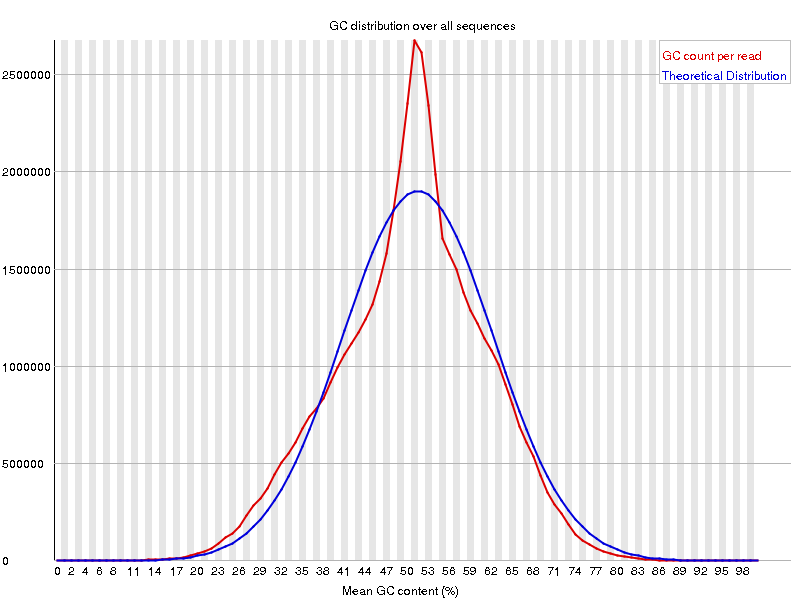 GC distribution over all sequences
GC count per read
Theoretical Distribution
2500000
2000000
1500000
1000000
500000
0
0 2 4 6 8 11 14 17 20 23 26 29 32 35 38 41 44 47 50 53 56 59 62 65 68 71 74 77 80 83 86 89 92 95 98
Mean GC content (%)